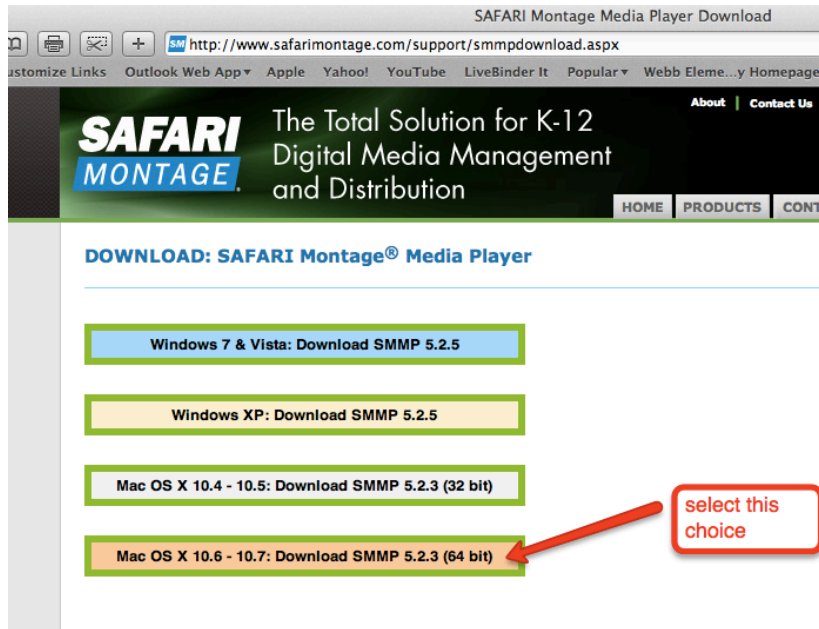 SAFARI Montage Media Player Download
SM http://www.safarimontage.com/support/smmpdownload.aspx
ustomize Links Outlook Web App Apple Yahoo! YouTube LiveBinder It Popular Webb Eleme...y Homepage
About | Contact Us
SAFARI
MONTAGE
The Total Solution for K-12
Digital Media Management
and Distribution
HOME PRODUCTS CONT
DOWNLOAD: SAFARI Montage® Media Player
Windows 7 & Vista: Download SMMP 5.2.5
Windows XP: Download SMMP 5.2.5
Mac OS X 10.4 - 10.5: Download SMMP 5.2.3 (32 bit)
select this
choice
Mac OS X 10.6 - 10.7: Download SMMP 5.2.3 (64 bit)